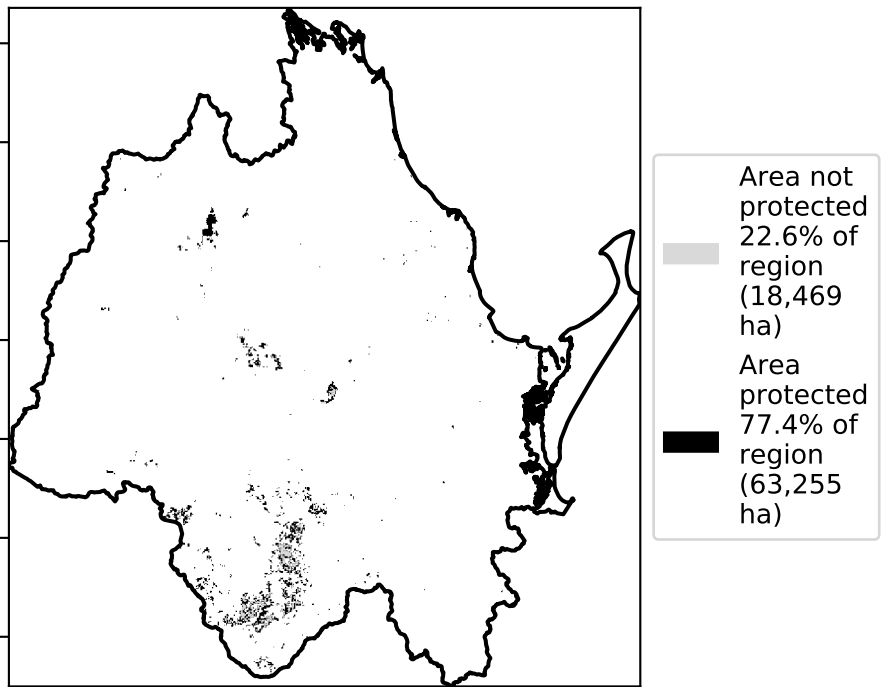 Area not
protected
22.6% of
region
(18,469
ha)
Area
protected
77.4% of
region
(63,255
ha)